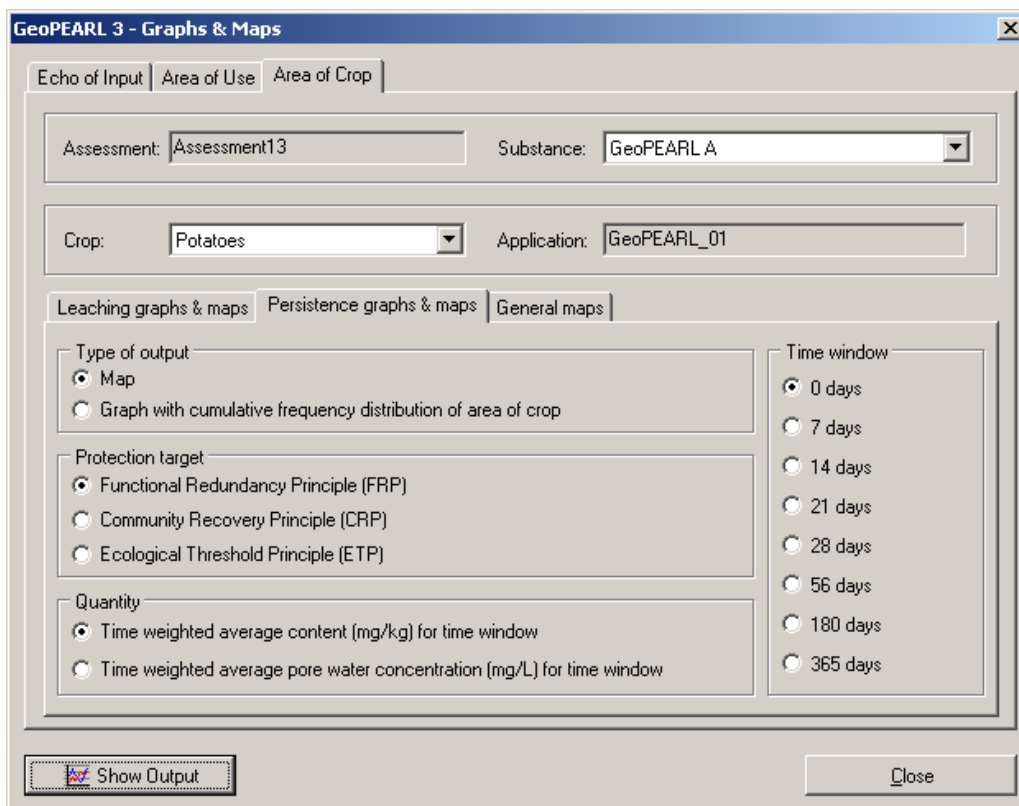 GeoPEARL 3 - Graphs & Maps
Echo of Input Area of Use Area of Crop
Assessment: Assessment13 Substance: GeoPEARL A
Crop: Potatoes Application: GeoPEARL_01
Leaching graphs & maps Persistence graphs & maps General maps
Type of output
Map
Graph with cumulative frequency distribution of area of crop
Protection target
Functional Redundancy Principle (FRP)
Community Recovery Principle (CRP)
Ecological Threshold Principle (ETP)
Quantity
Time weighted average content (mg/kg) for time window
Time weighted average pore water concentration (mg/L) for time window
Time window
0 days
7 days
14 days
21 days
28 days
56 days
180 days
365 days
Show Output Close